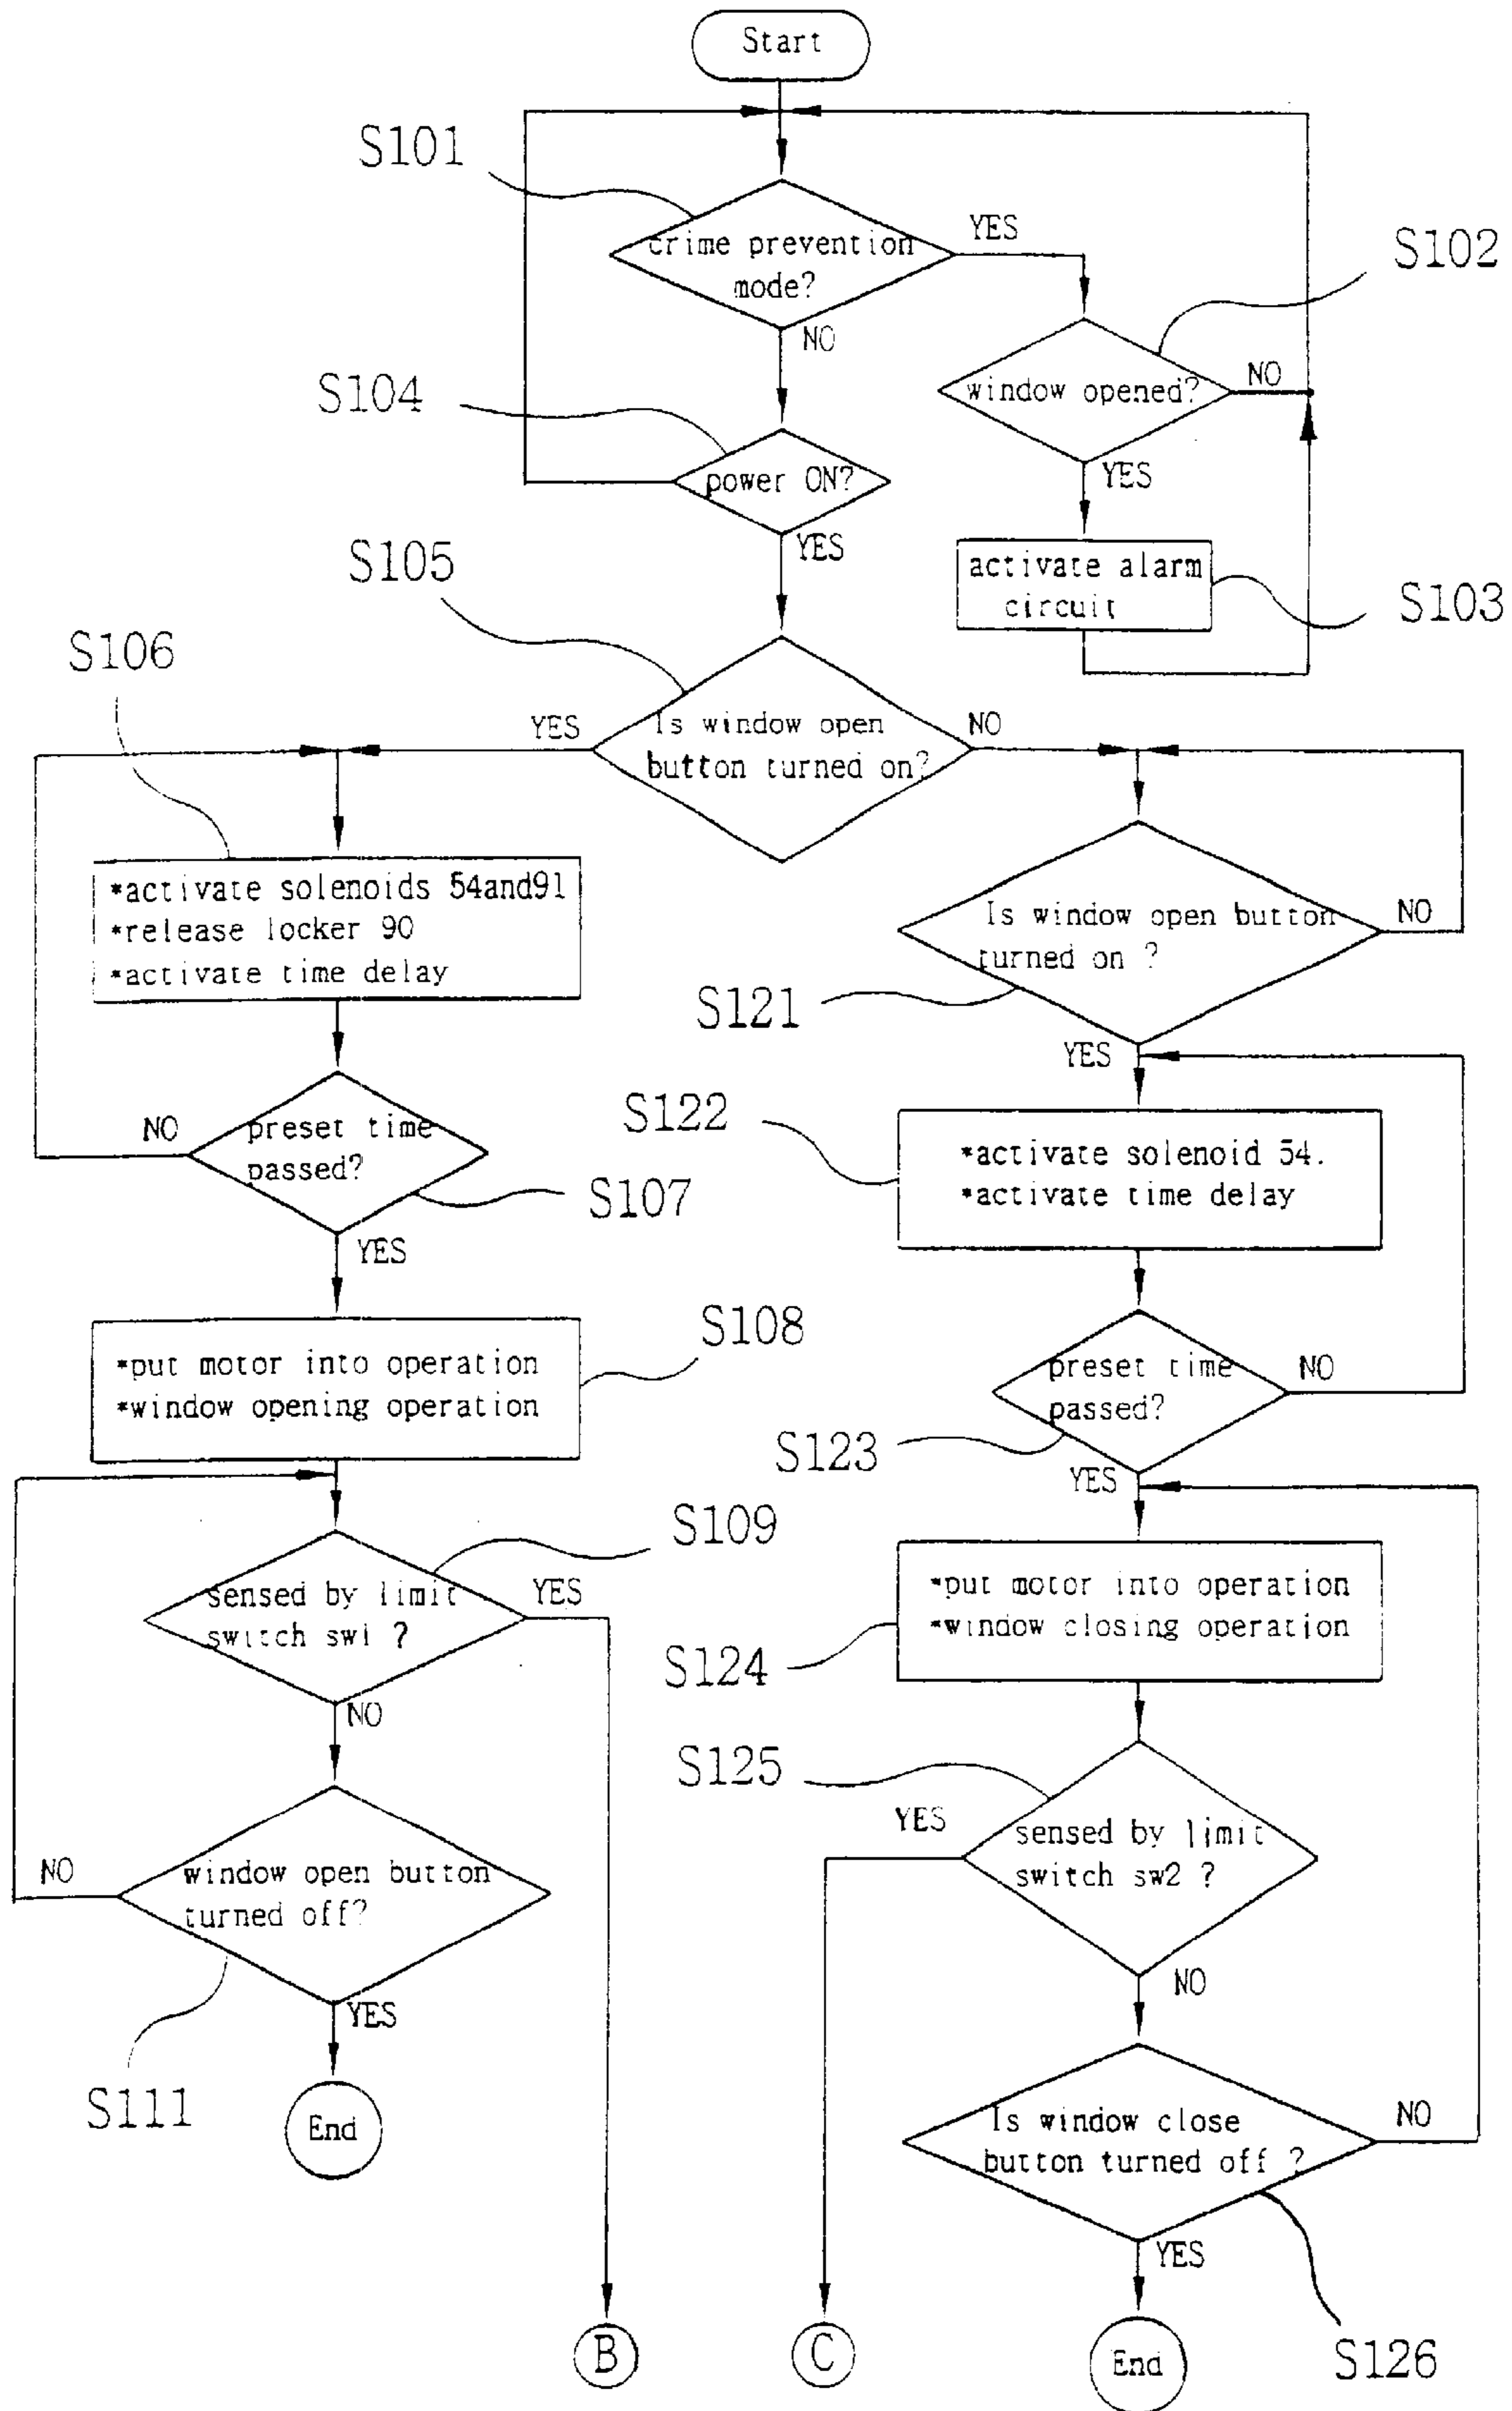 Start
S101
crime prevention
mode?
YES
NO
S102
window opened?
NO
YES
S104
power ON?
YES
activate alarm
circuit
S103
S105
Is window open
button turned on?
YES
NO
S106
*activate solenoids 54and91
*release locker 90
*activate time delay
Is window open button
turned on ?
NO
S121
YES
preset time
passed?
NO
S107
YES
S122
*activate solenoid 54.
*activate time delay
S108
*put motor into operation
*window opening operation
preset time
passed?
NO
S123
YES
S109
sensed by limit
switch sw1 ?
YES
NO
*put motor into operation
*window closing operation
S124
S125
YES
sensed by limit
switch sw2 ?
NO
NO
window open button
turned off?
YES
S111
End
Is window close
button turned off ?
NO
YES
S126
B
C
End